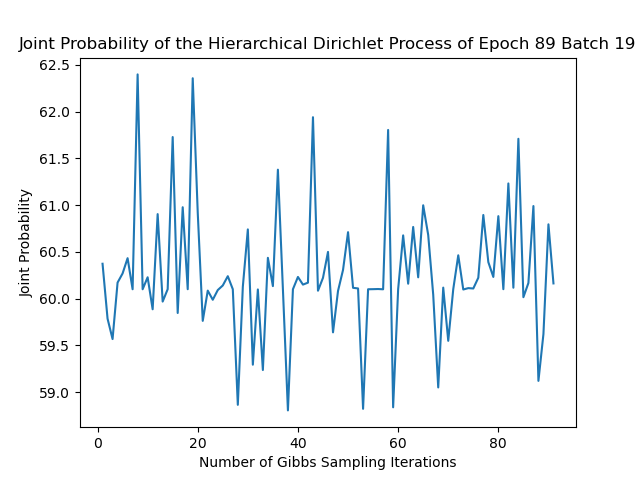 Joint Probability of the Hierarchical Dirichlet Process of Epoch 89 Batch 19
62.5
62.0
61.5
61.0
60.5
60.0
59.5
59.0
Joint Probability
0 20 40 60 80
Number of Gibbs Sampling Iterations